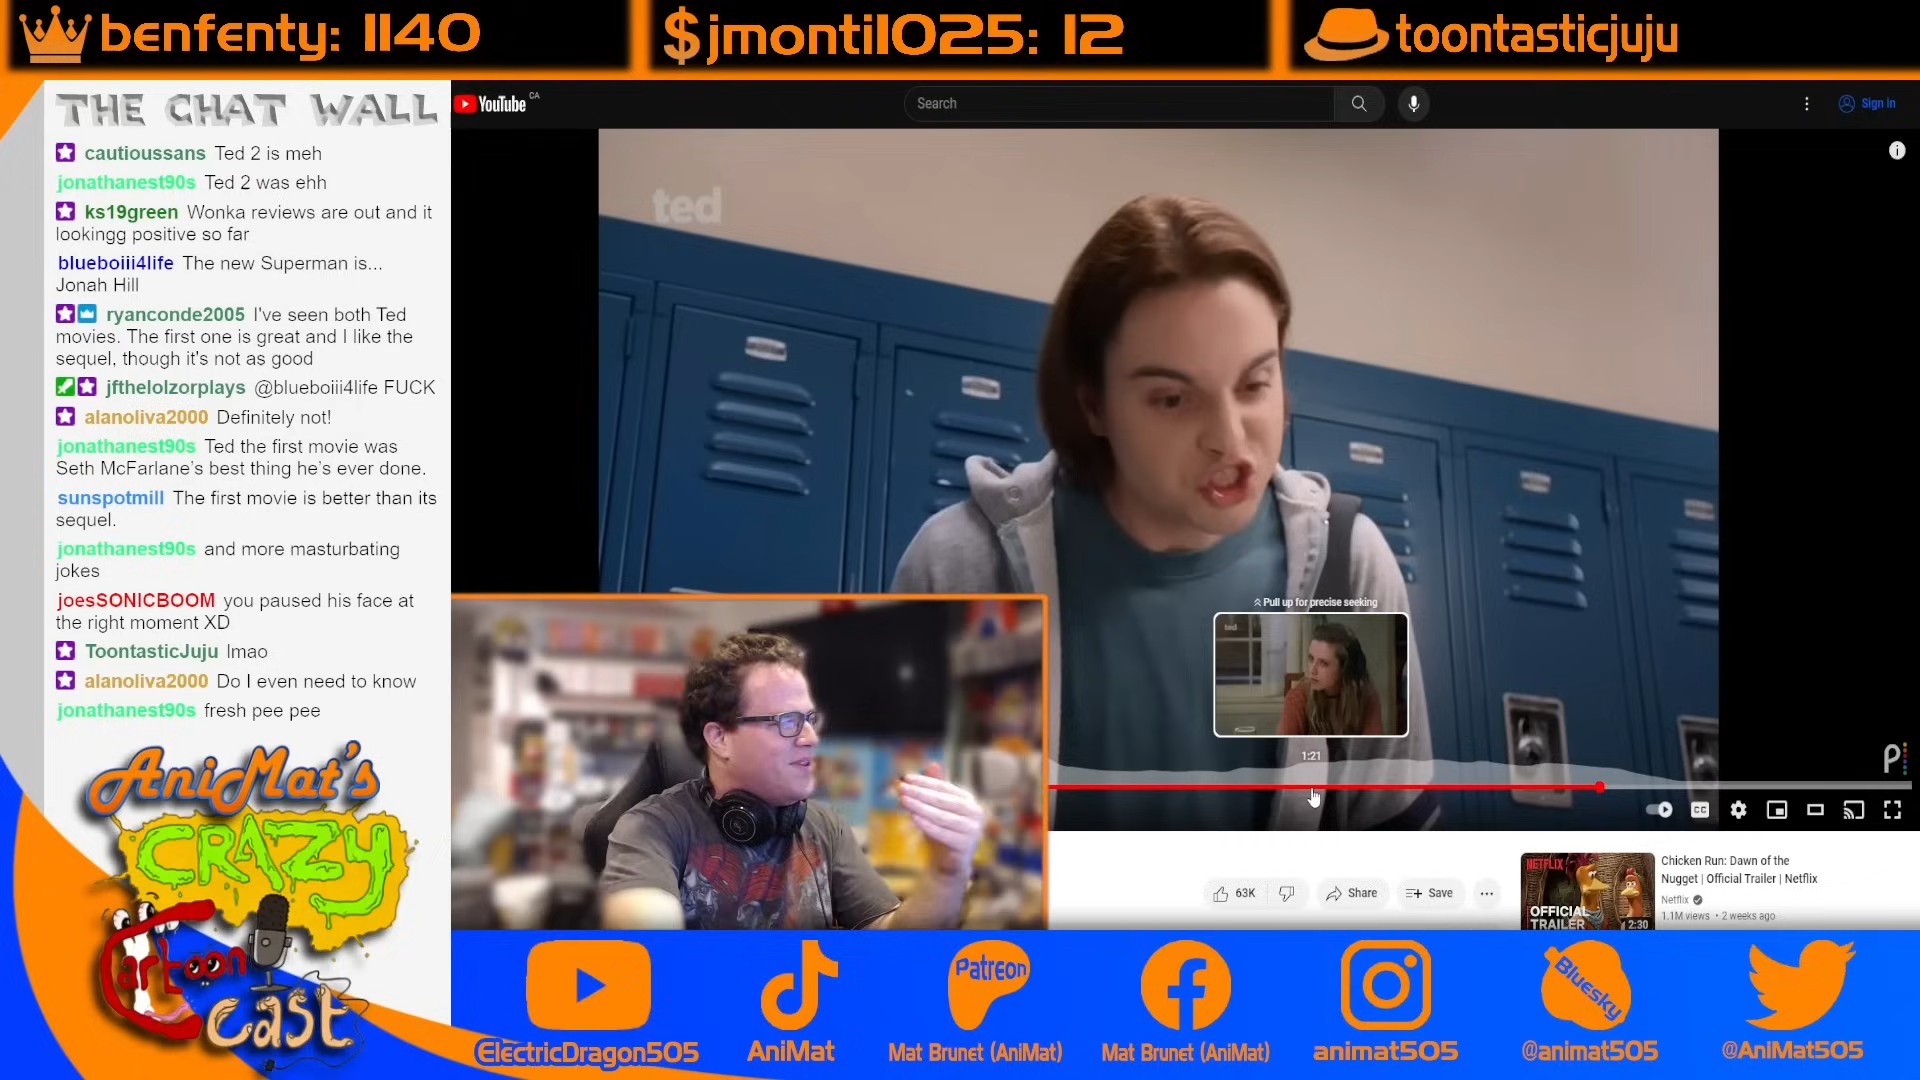 benfenty: 1140
$jmonti1025: 12
toontasticjuju
THE CHAT WALL
cautioussans Ted 2 is meh
jonathanest90s Ted 2 was ehh
ks19green Wonka reviews are out and it
lookingg positive so far
blueboiii4life The new Superman is...
Jonah Hill
ryanconde2005 I've seen both Ted
movies. The first one is great and I like the
sequel, though it's not as good
jfthelolzorplays @blueboiii4life FUCK
alanoliva2000 Definitely not!
jonathanest90s Ted the first movie was
Seth McFarlane's best thing he's ever done.
sunspotmill The first movie is better than its
sequel.
jonathanest90s and more masturbating
jokes
joesSONICBOOM you paused his face at
the right moment XD
ToontasticJuju lmao
alanoliva2000 Do I even need to know
jonathanest90s fresh pee pee
AniMat's
CRAZY
Cartoon
Cast
YouTube CA
Search
Sign in
ted
Pull up for precise seeking
ted
1:21
P
CC
63K
Share
Save
NETFLIX
OFFICIAL
TRAILER
2:30
Chicken Run: Dawn of the
Nugget | Official Trailer | Netflix
Netflix
1.1M views • 2 weeks ago
Patreon
Bluesky
ElectricDragon505
AniMat
Mat Brunet (AniMat)
Mat Brunet (AniMat)
animat505
@animat505
@AniMat505